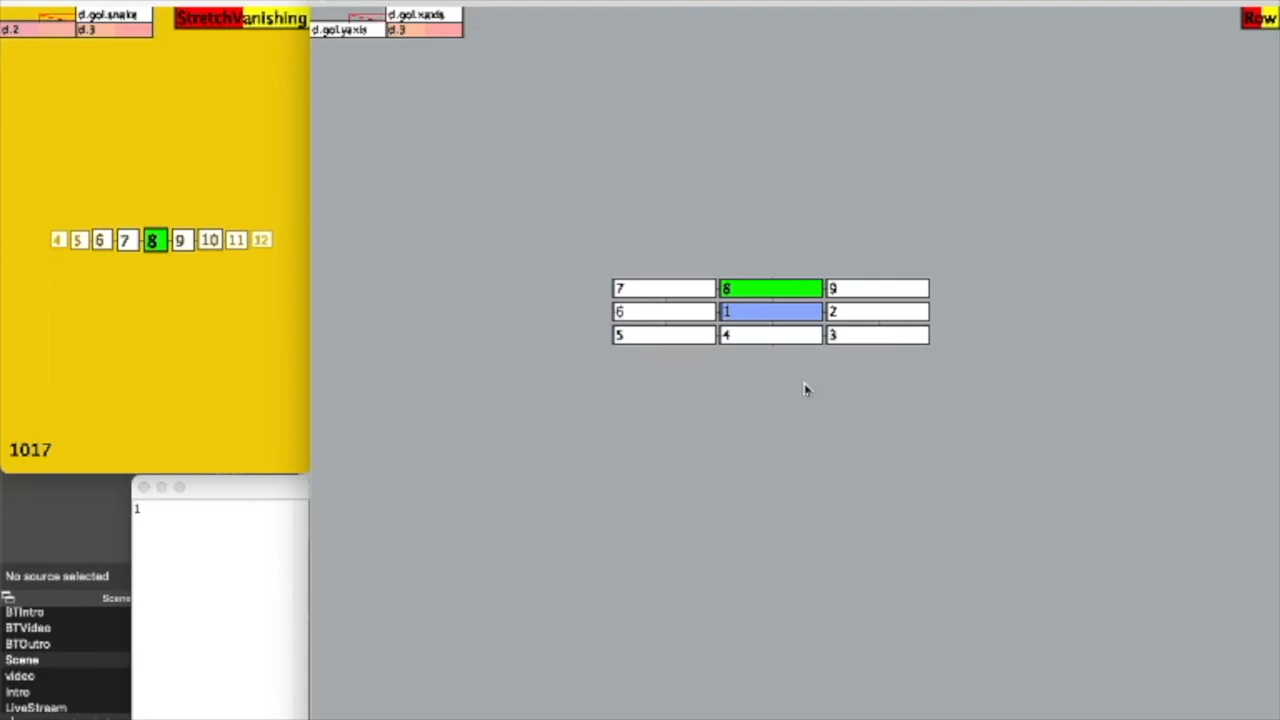 d.gol.snake
d.2 d.3
StretchVanishing
d.gol.yaxis d.3
Row
4 5 6 7 8 9 10 11 12
7 8 9
6 1 2
5 4 3
1017
1
No source selected
Scene
BTIntro
BTVideo
BTOutro
Scene
video
Intro
LiveStream